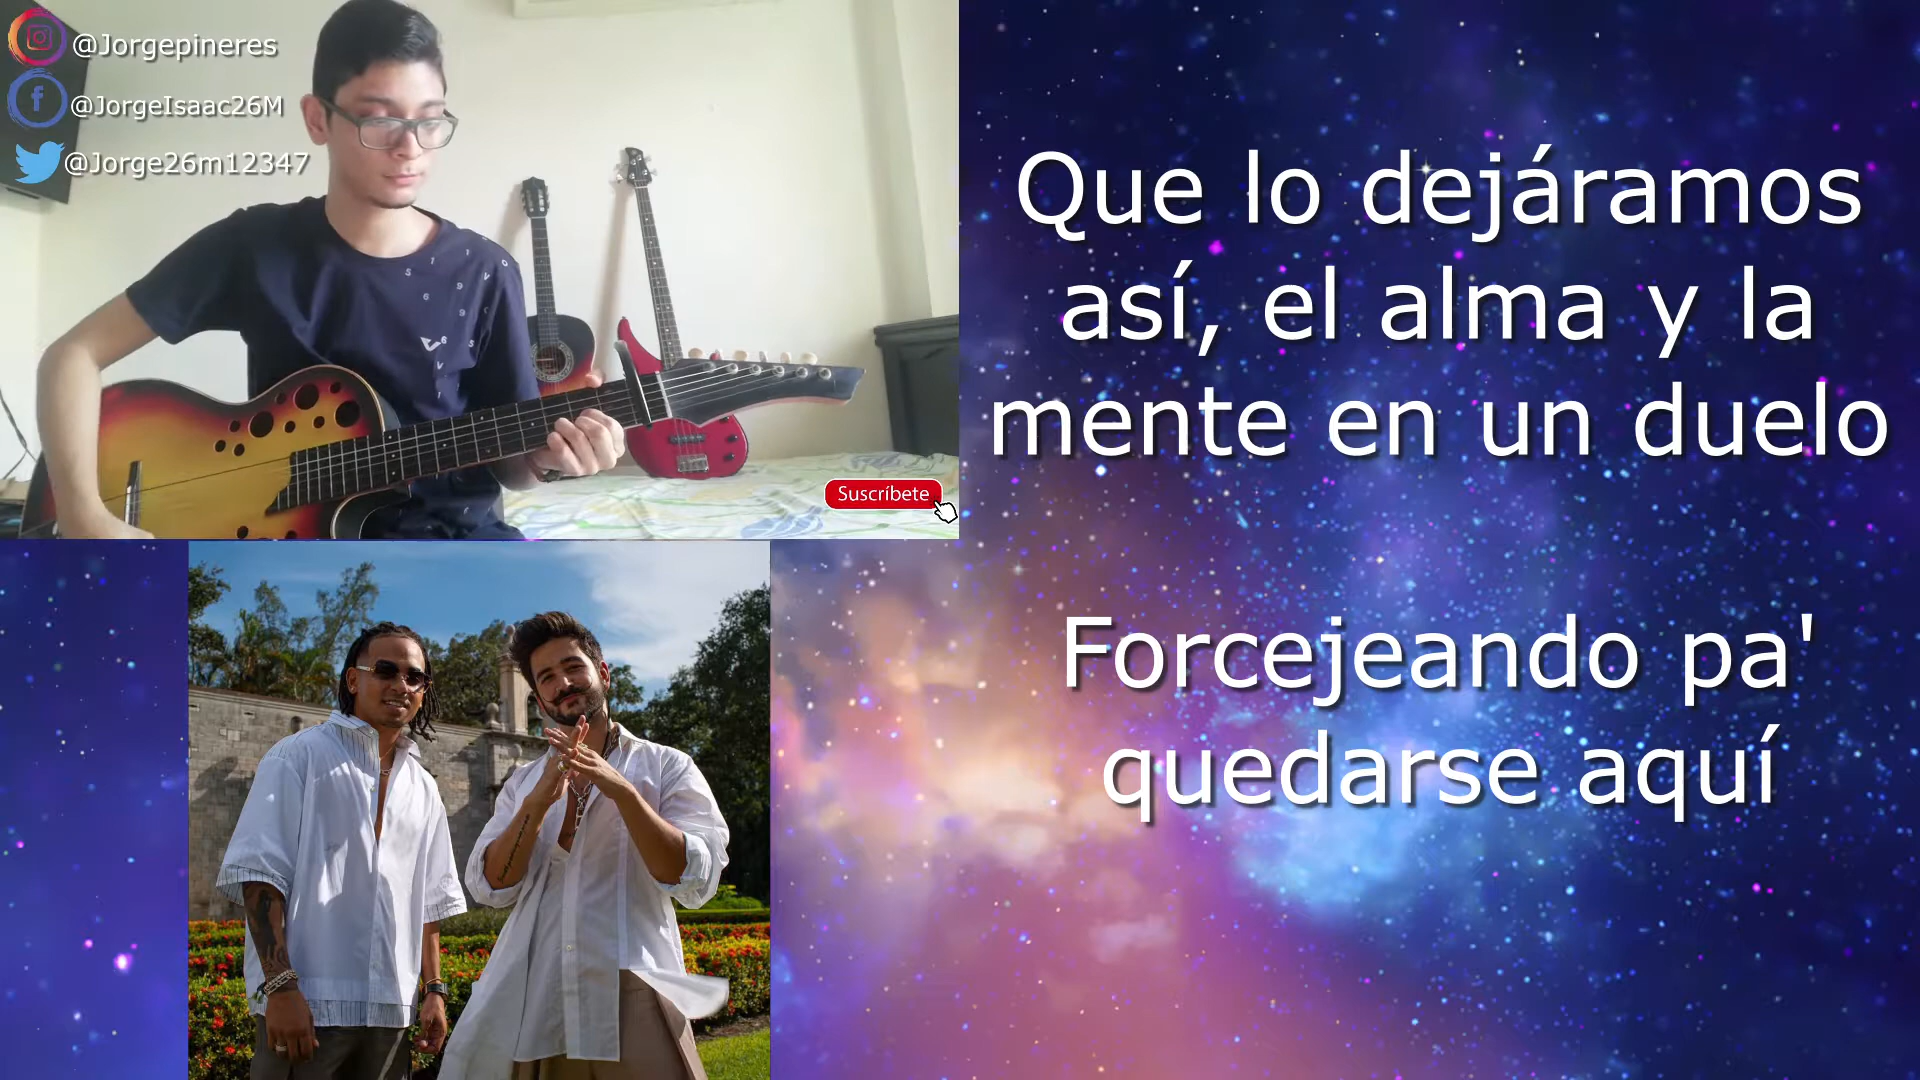 @Jorgepineres
@JorgeIsaac26M
@Jorge26m12347
Suscríbete
Que lo dejáramos
así, el alma y la
mente en un duelo
Forcejeando pa'
quedarse aquí